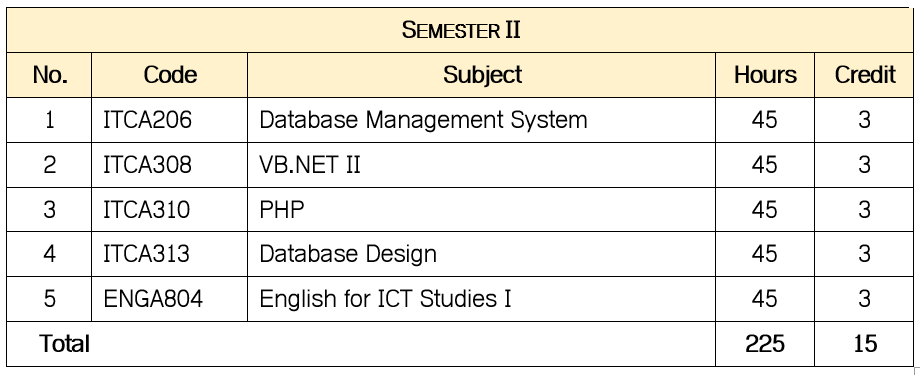 SEMESTER II
No. Code Subject Hours Credit
1 ITCA206 Database Management System 45 3
2 ITCA308 VB.NET II 45 3
3 ITCA310 PHP 45 3
4 ITCA313 Database Design 45 3
5 ENGA804 English for ICT Studies I 45 3
Total 225 15